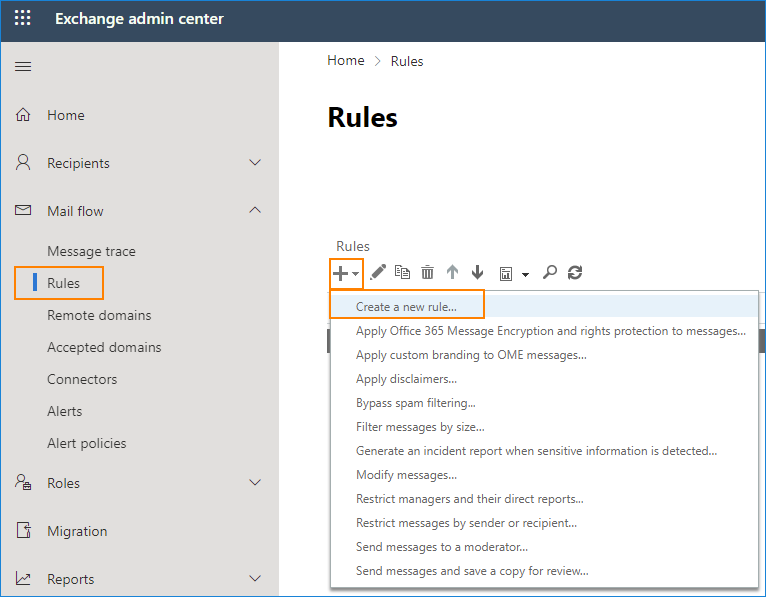 Exchange admin center
Home
Recipients
Mail flow
Message trace
Rules
Remote domains
Accepted domains
Connectors
Alerts
Alert policies
Roles
Migration
Reports
Home > Rules
Rules
Rules
Create a new rule...
Apply Office 365 Message Encryption and rights protection to messages...
Apply custom branding to OME messages...
Apply disclaimers...
Bypass spam filtering...
Filter messages by size...
Generate an incident report when sensitive information is detected...
Modify messages...
Restrict managers and their direct reports...
Restrict messages by sender or recipient...
Send messages to a moderator...
Send messages and save a copy for review...